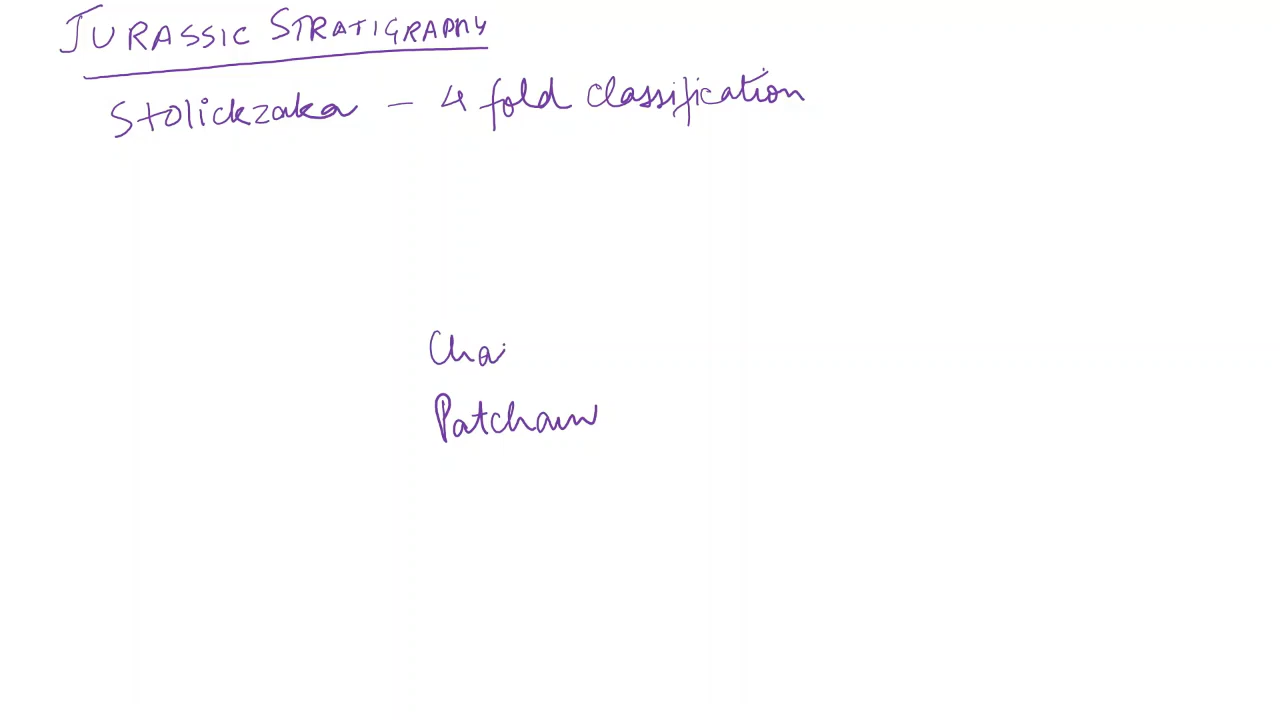 JURASSIC STRATIGRAPHY
Stolickzaka - 4 fold classification
Cha
Patcham